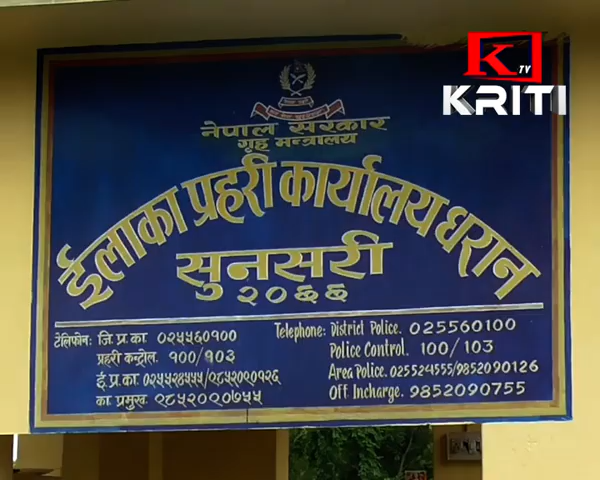 K TV
KRITI
नेपाल सरकार
गृह मन्त्रालय
ईलाका प्रहरी कार्यालय धरान
सुनसरी
२०६६
टेलिफोनः जि.प्र.का ०२५५६०१००
प्रहरी कन्ट्रोल. १००/१०३
ई.प्र.का ०२५५२४५५५/९८५२०९०१२६
का. प्रमुख. ९८५२०९०७५५
Telephone: District Police. 025560100
Police Control. 100/103
Area Police. 025524555/9852090126
Off Incharge. 9852090755